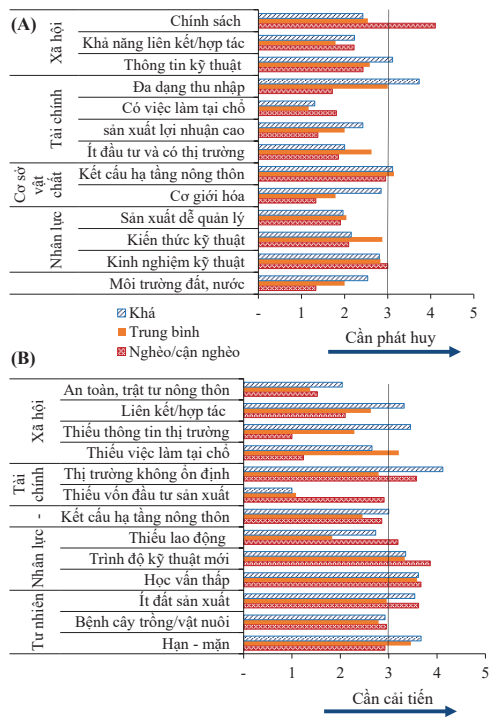 (A)
Xã hội
Chính sách
Khả năng liên kết/hợp tác
Thông tin kỹ thuật
Tài chính
Đa dạng thu nhập
Có việc làm tại chổ
sản xuất lợi nhuận cao
Ít đầu tư và có thị trường
Cơ sở
vật
chất
Kết cấu hạ tầng nông thôn
Cơ giới hóa
Nhân lực
Sản xuất dễ quản lý
Kiến thức kỹ thuật
Kinh nghiệm kỹ thuật
Môi trường đất, nước
- 1 2 3 4 5
Khá
Trung bình
Nghèo/cận nghèo
Cần phát huy
(B)
Xã hội
An toàn, trật tư nông thôn
Liên kết/hợp tác
Thiếu thông tin thị trường
Thiếu việc làm tại chổ
Tài
chính
Thị trường không ổn định
Thiếu vốn đầu tư sản xuất
-
Kết cấu hạ tầng nông thôn
Nhân lực
Thiếu lao động
Trình độ kỹ thuật mới
Học vấn thấp
Tư nhiên
Ít đất sản xuất
Bệnh cây trồng/vật nuôi
Hạn - mặn
- 1 2 3 4 5
Cần cải tiến